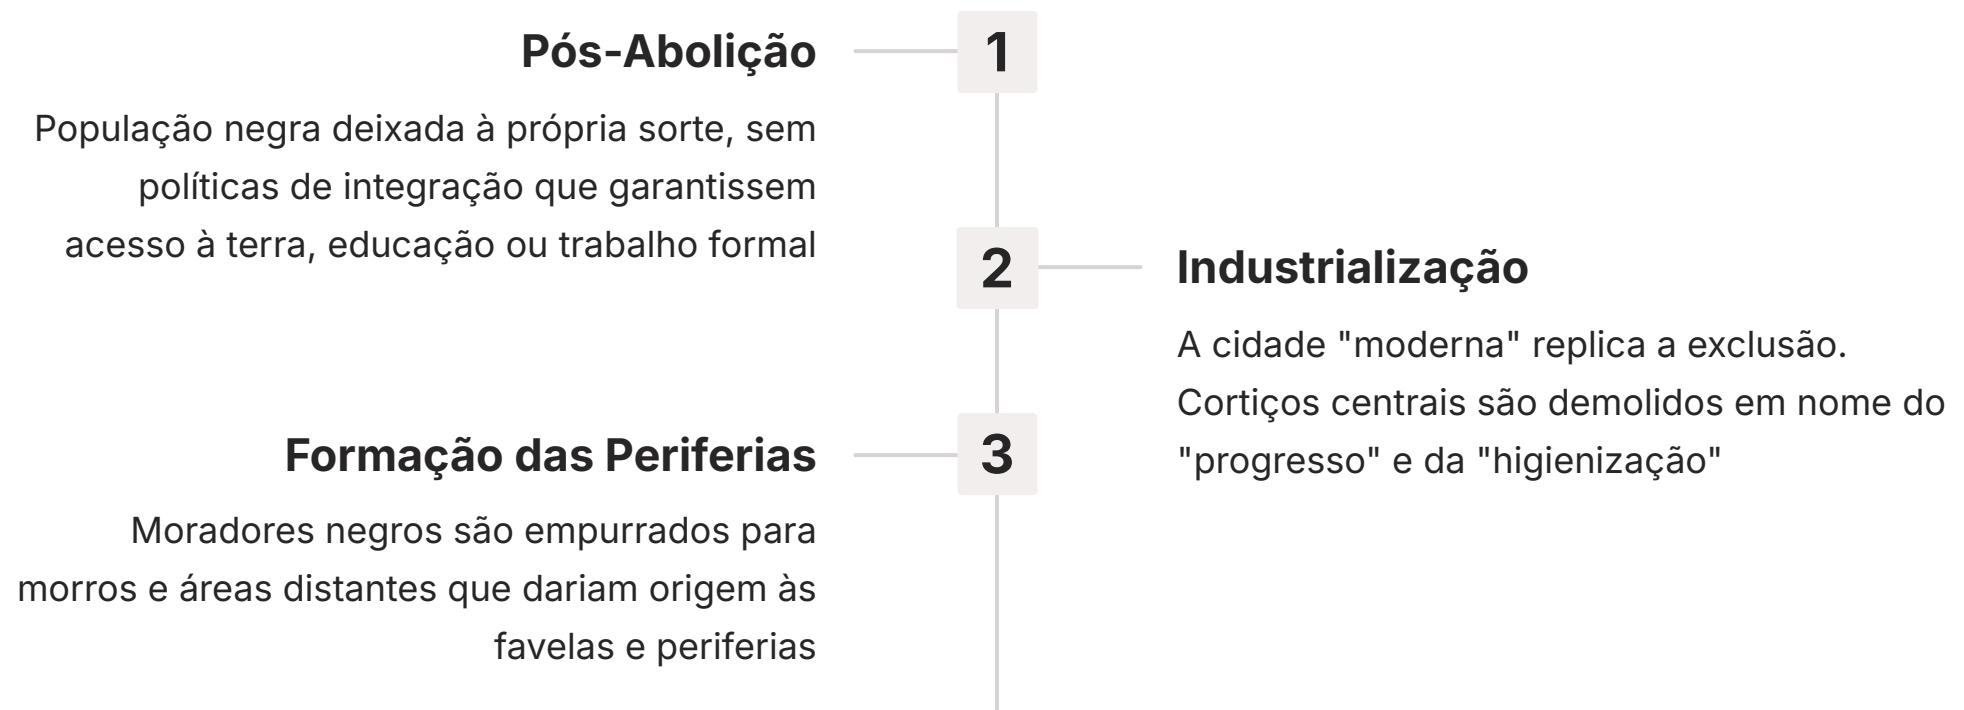 Pós-Abolição
1
População negra deixada à própria sorte, sem
políticas de integração que garantissem
acesso à terra, educação ou trabalho formal
2
Industrialização
A cidade "moderna" replica a exclusão.
Cortiços centrais são demolidos em nome do
"progresso" e da "higienização"
Formação das Periferias
3
Moradores negros são empurrados para
morros e áreas distantes que dariam origem às
favelas e periferias